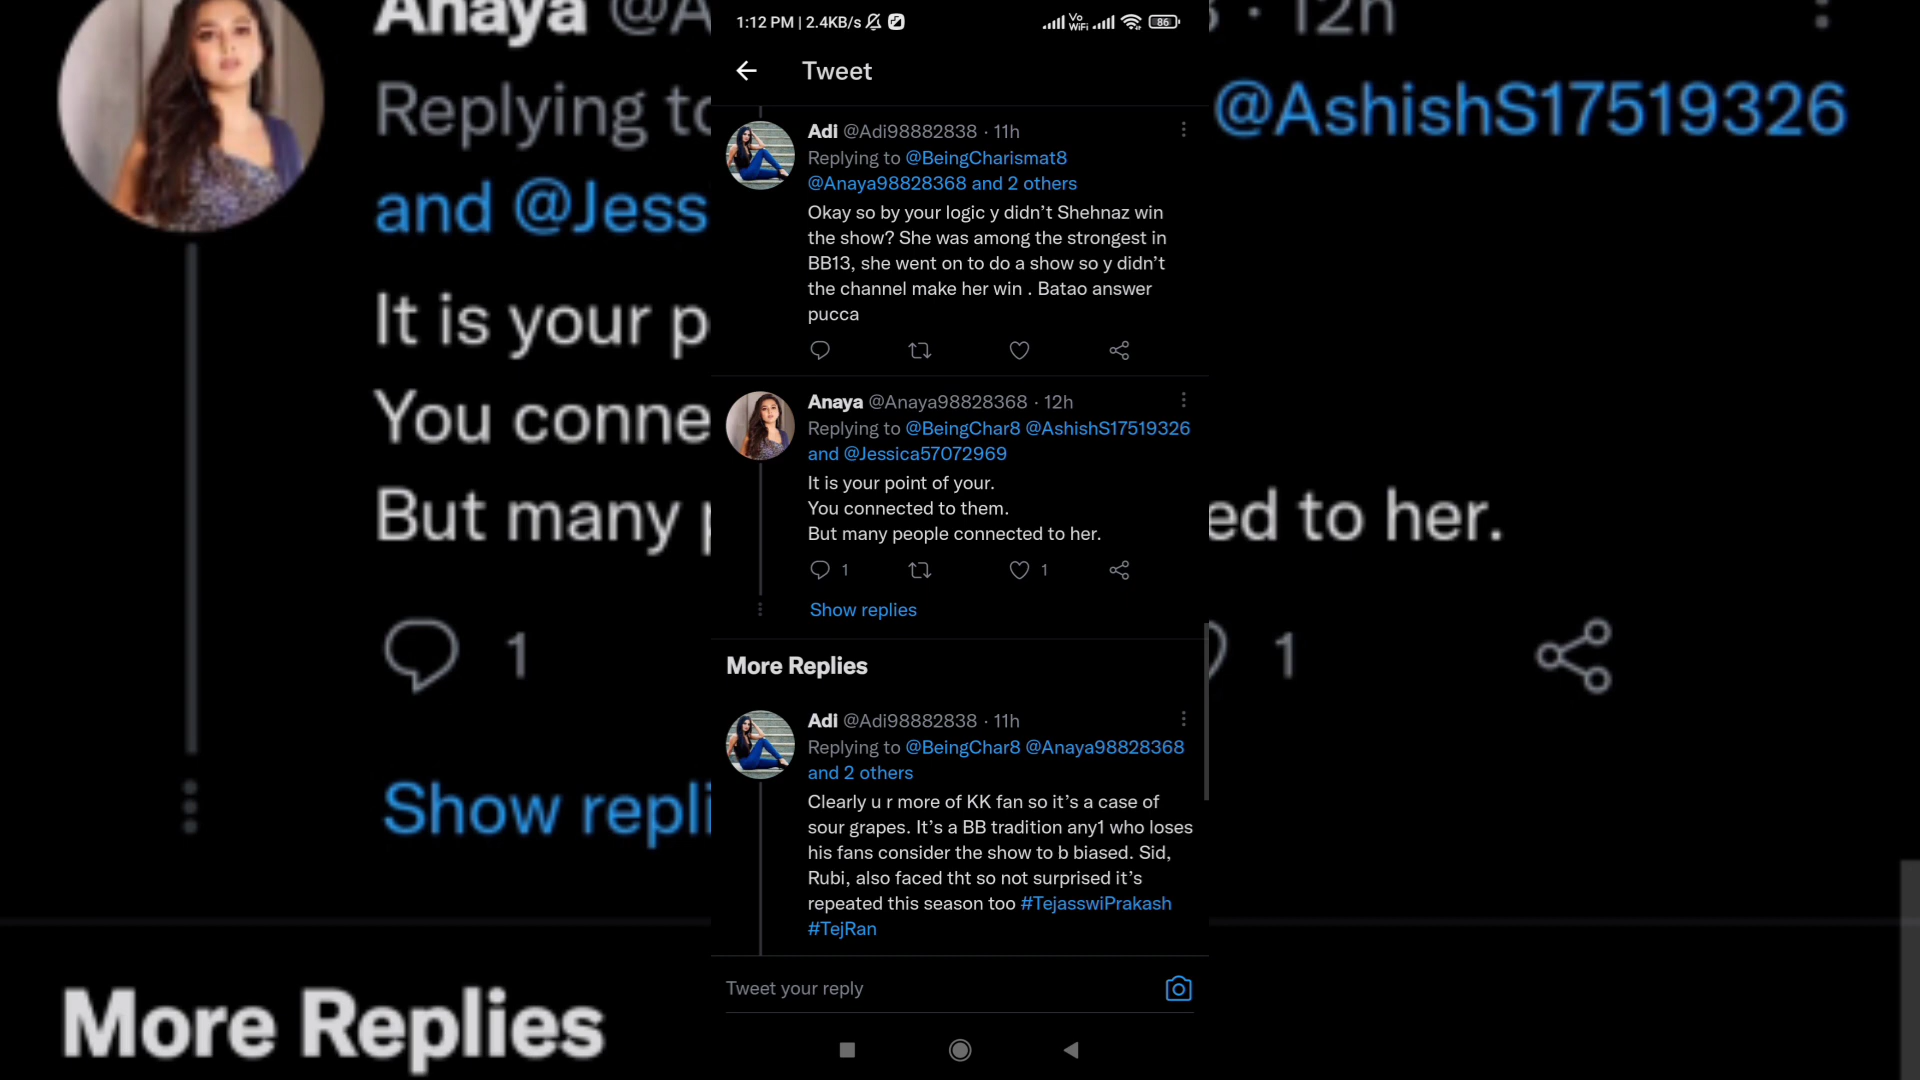 1:12 PM | 2.4KB/s
Vo WiFi
86
Tweet
Adi @Adi98882838 · 11h
Replying to @BeingCharismat8
@Anaya98828368 and 2 others
Okay so by your logic y didn’t Shehnaz win
the show? She was among the strongest in
BB13, she went on to do a show so y didn’t
the channel make her win . Batao answer
pucca
Anaya @Anaya98828368 · 12h
Replying to @BeingChar8 @AshishS17519326
and @Jessica57072969
It is your point of your.
You connected to them.
But many people connected to her.
1
1
Show replies
More Replies
Adi @Adi98882838 · 11h
Replying to @BeingChar8 @Anaya98828368
and 2 others
Clearly u r more of KK fan so it’s a case of
sour grapes. It’s a BB tradition any1 who loses
his fans consider the show to b biased. Sid,
Rubi, also faced tht so not surprised it’s
repeated this season too #TejasswiPrakash
#TejRan
Tweet your reply
Anaya @A
· 12h
Replying to
@AshishS17519326
and @Jess
It is your p
You conne
But many p
ed to her.
1
1
Show repli
More Replies